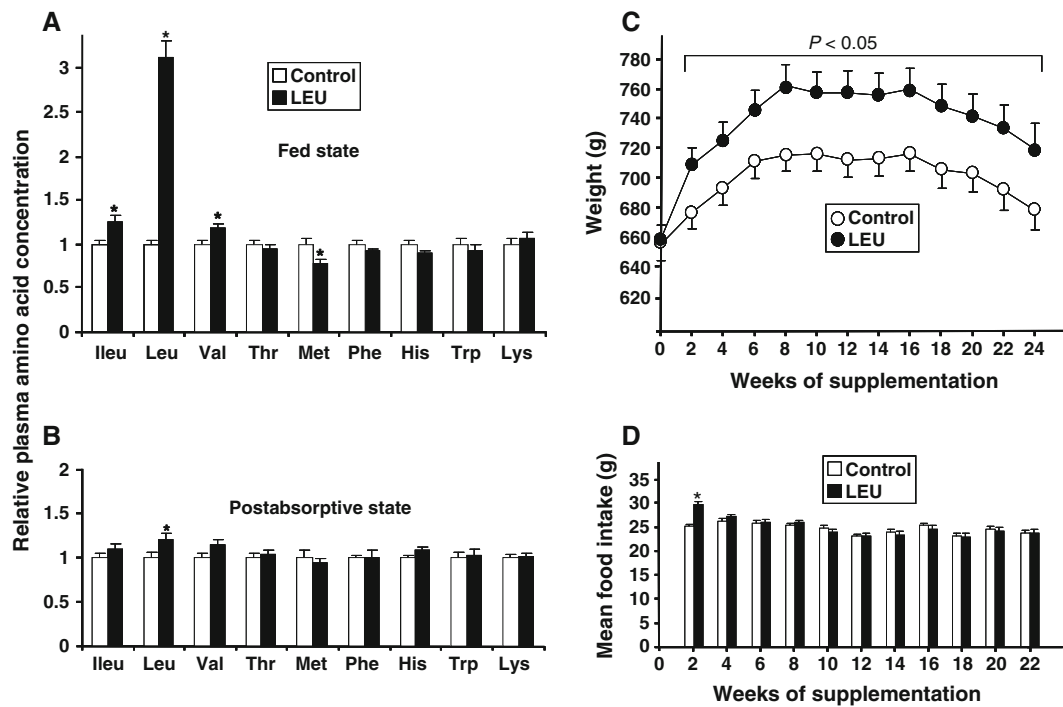 A
Relative plasma amino acid concentration
3
2.5
2
1.5
1
0.5
0
Control
LEU
Fed state
*
*
*
*
Ileu Leu Val Thr Met Phe His Trp Lys
B
2
1.5
1
0.5
0
Postabsorptive state
*
Ileu Leu Val Thr Met Phe His Trp Lys
C
P < 0.05
Weight (g)
780
760
740
720
700
680
660
640
620
Control
LEU
0 2 4 6 8 10 12 14 16 18 20 22 24
Weeks of supplementation
D
Mean food intake (g)
35
30
25
20
15
10
5
0
Control
LEU
*
0 2 4 6 8 10 12 14 16 18 20 22
Weeks of supplementation